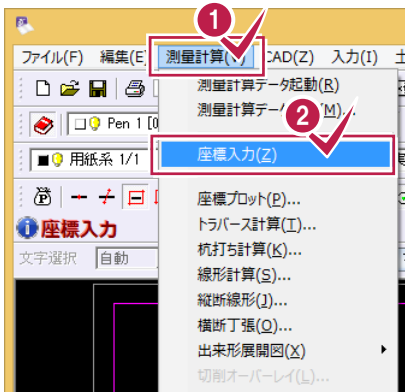 1
ファイル(F) 編集(E) 測量計算(V) CAD(Z) 入力(I)
測量計算データ起動(R)
測量計算データ M)...
2
Pen 1 [0
座標入力(Z)
用紙系 1/1
座標プロット(P)...
座標入力
トラバース計算(T)...
文字選択 自動
杭打ち計算(K)...
線形計算(S)...
縦断線形(J)...
横断丁張(O)...
出来形展開図(X)
切削オーバーレイ(L)...